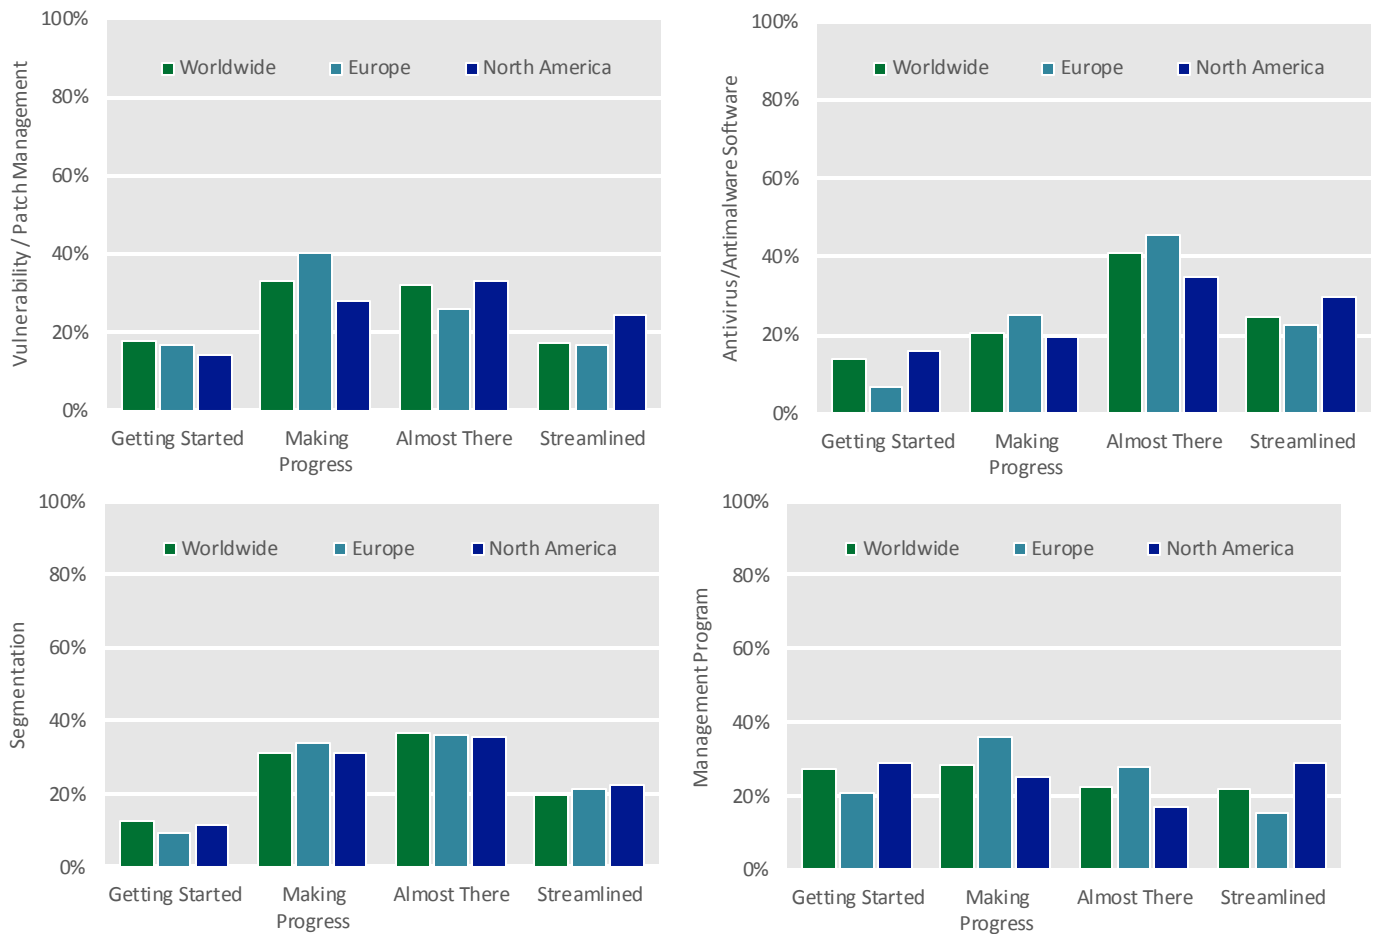 Vulnerability / Patch Management
100%
80%
60%
40%
20%
0%
Worldwide
Europe
North America
Getting Started
Making
Progress
Almost There
Streamlined
Antivirus/Antimalware Software
100%
80%
60%
40%
20%
0%
Worldwide
Europe
North America
Getting Started
Making
Progress
Almost There
Streamlined
Segmentation
100%
80%
60%
40%
20%
0%
Worldwide
Europe
North America
Getting Started
Making
Progress
Almost There
Streamlined
Management Program
100%
80%
60%
40%
20%
0%
Worldwide
Europe
North America
Getting Started
Making
Progress
Almost There
Streamlined